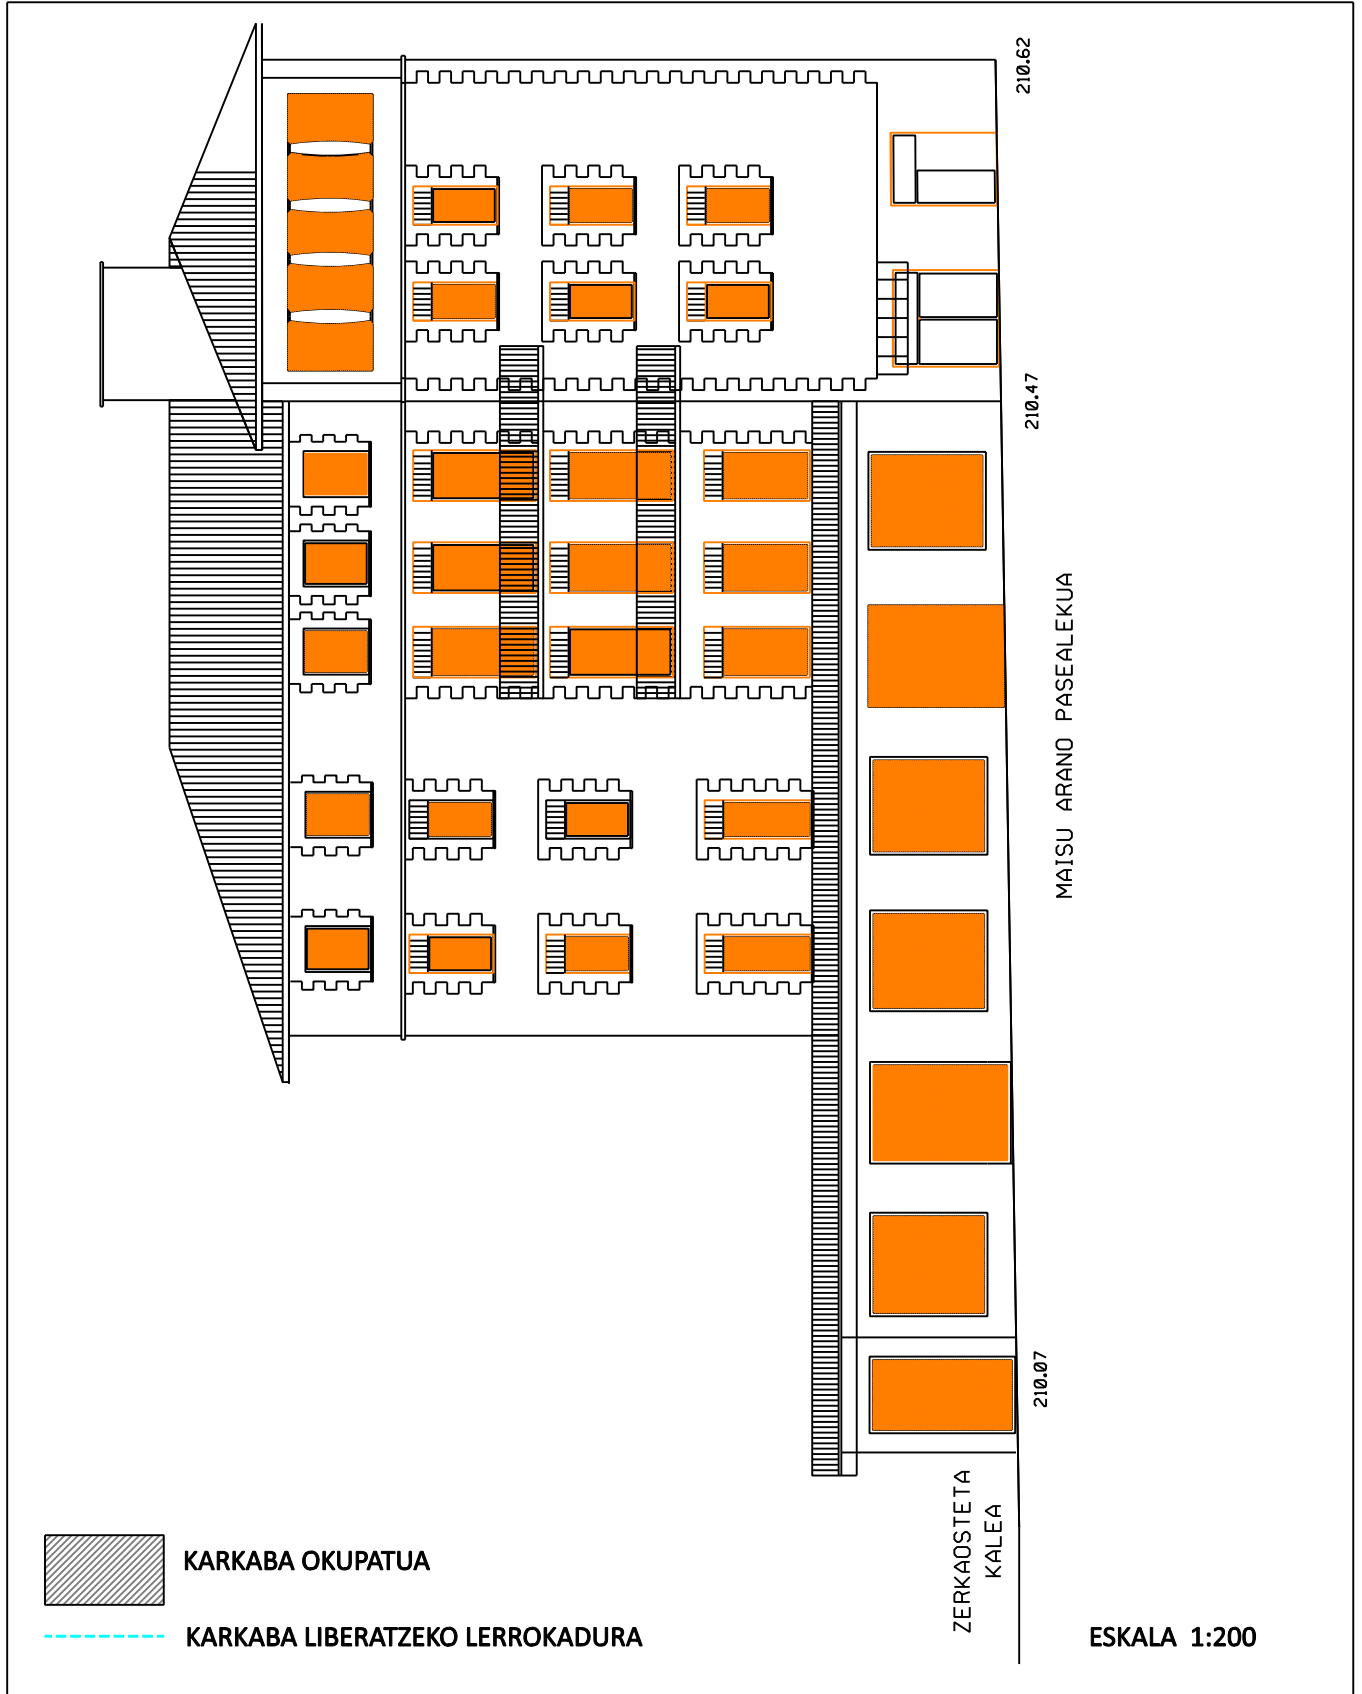 210.62
210.47
MAISU ARANO PASEALEKUA
210.07
ZERKAOSTETA
KALEA
KARKABA OKUPATUA
KARKABA LIBERATZEKO LERROKADURA
ESKALA 1:200